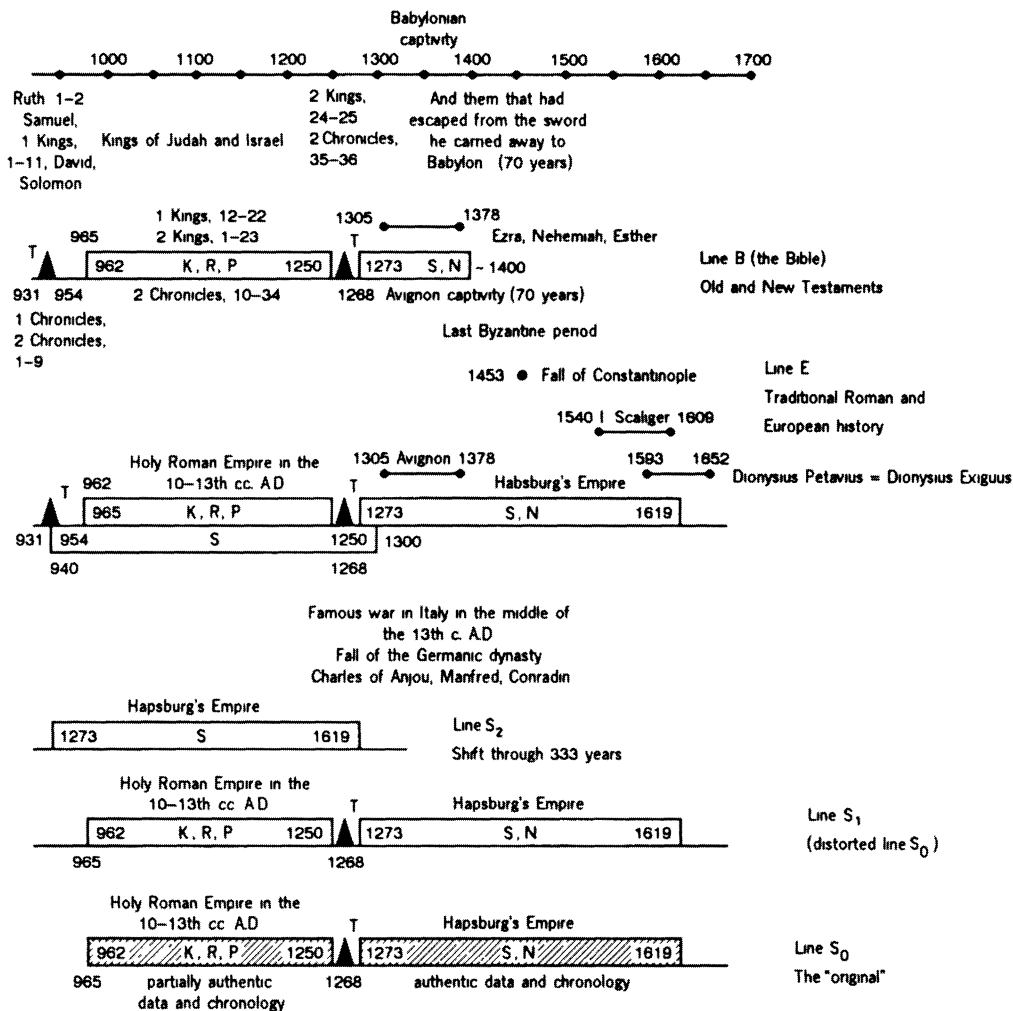 Babylonian
captivity
1000 1100 1200 1300 1400 1500 1600 1700
Ruth 1–2
Samuel,
1 Kings,
1–11, David,
Solomon
Kings of Judah and Israel
2 Kings,
24–25
2 Chronicles,
35–36
And them that had
escaped from the sword
he carried away to
Babylon (70 years)
965
1 Kings, 12–22
2 Kings, 1–23
T
T
1305 1378
Ezra, Nehemiah, Esther
962 K, R, P 1250
1273 S, N ~ 1400
931 954
2 Chronicles, 10–34
1268 Avignon captivity (70 years)
1 Chronicles,
2 Chronicles,
1–9
Line B (the Bible)
Old and New Testaments
Last Byzantine period
1453 Fall of Constantinople
Line E
Traditional Roman and
European history
1540 I Scaliger 1609
1305 Avignon 1378
1593 1652
Dionysius Petavius = Dionysius Exiguus
Holy Roman Empire in the
10–13th cc. AD
T
962
T
Habsburg's Empire
965 K, R, P
1273 S, N 1619
931 954 S 1250 1300
940 1268
Famous war in Italy in the middle of
the 13th c. A.D
Fall of the Germanic dynasty
Charles of Anjou, Manfred, Conradin
Hapsburg's Empire
1273 S 1619
Line S₂
Shift through 333 years
Holy Roman Empire in the
10–13th cc A D
T
Hapsburg's Empire
962 K, R, P 1250
1273 S, N 1619
965 1268
Line S₁
(distorted line S₀)
Holy Roman Empire in the
10–13th cc A.D
T
Hapsburg's Empire
962 K, R, P 1250
1273 S, N 1619
965
partially authentic
data and chronology
1268
authentic data and chronology
Line S₀
The "original"